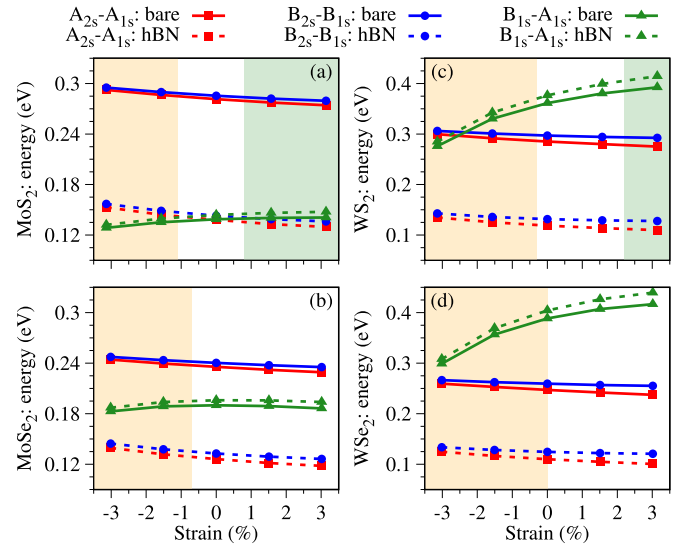 A₂ₛ-A₁ₛ: bare B₂ₛ-B₁ₛ: bare B₁ₛ-A₁ₛ: bare
A₂ₛ-A₁ₛ: hBN B₂ₛ-B₁ₛ: hBN B₁ₛ-A₁ₛ: hBN
(a)
MoS₂: energy (eV)
0.3
0.24
0.18
0.12
(c)
WS₂: energy (eV)
0.4
0.3
0.2
0.1
(b)
MoSe₂: energy (eV)
0.3
0.24
0.18
0.12
-3 -2 -1 0 1 2 3
Strain (%)
(d)
WSe₂: energy (eV)
0.4
0.3
0.2
0.1
-3 -2 -1 0 1 2 3
Strain (%)